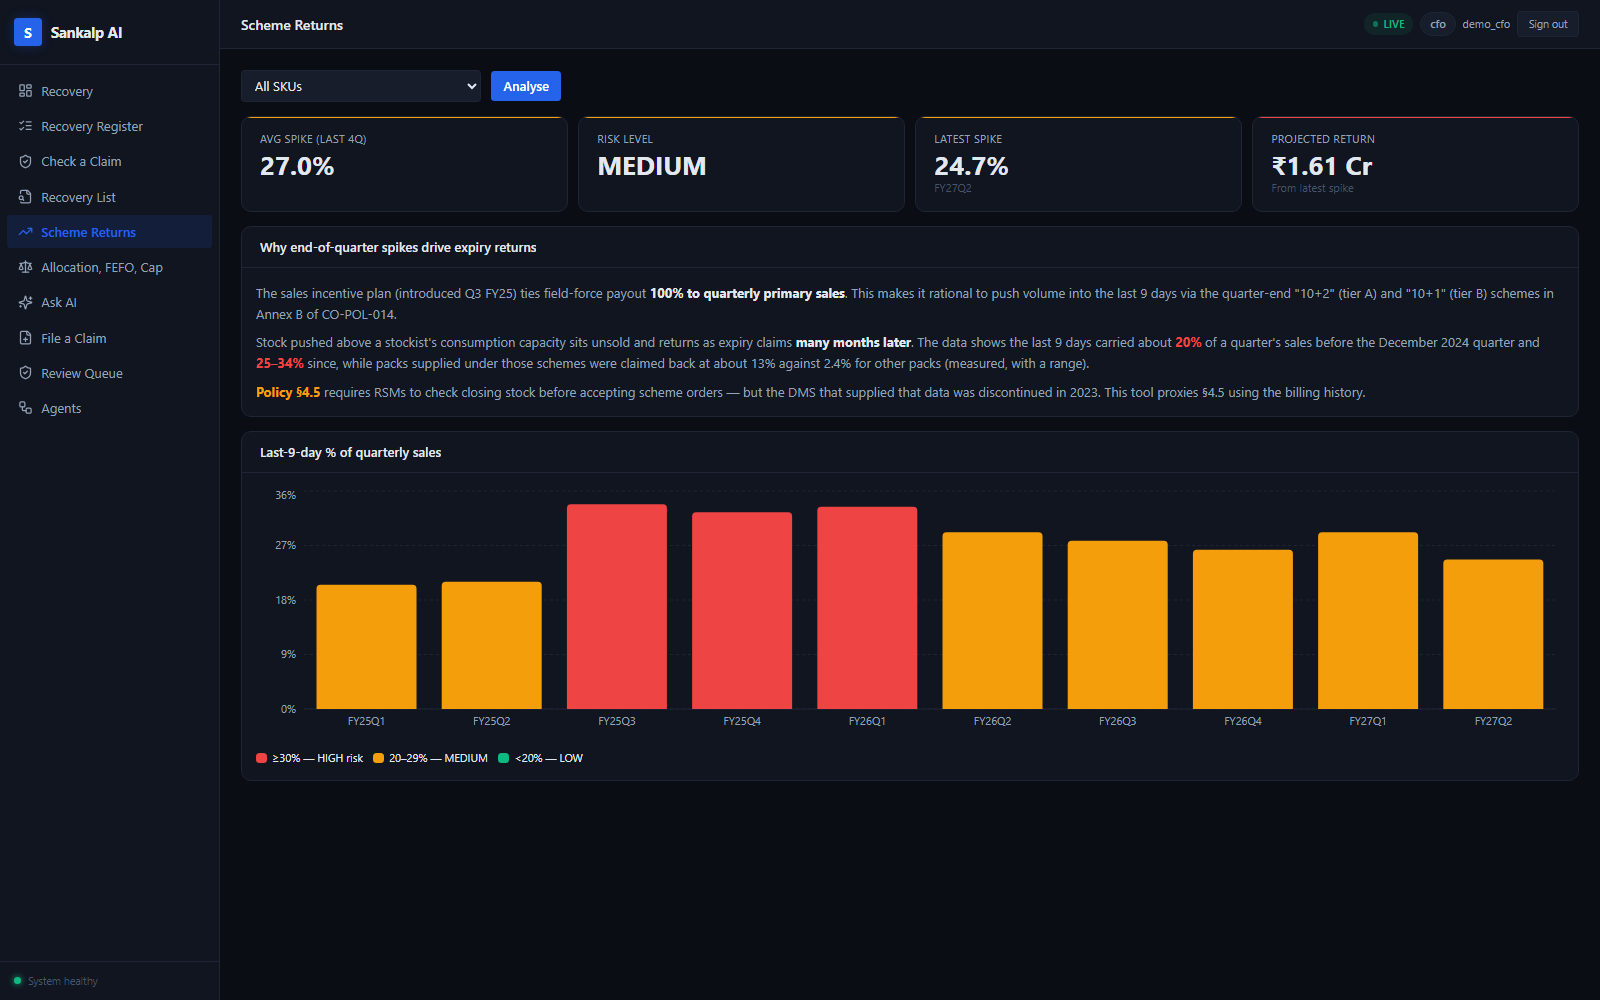 S Sankalp AI
Recovery
Recovery Register
Check a Claim
Recovery List
Scheme Returns
Allocation, FEFO, Cap
Ask AI
File a Claim
Review Queue
Agents
System healthy
Scheme Returns
LIVE cfo demo_cfo Sign out
All SKUs Analyse
AVG SPIKE (LAST 4Q)
27.0%
RISK LEVEL
MEDIUM
LATEST SPIKE
24.7%
FY27Q2
PROJECTED RETURN
₹1.61 Cr
From latest spike
Why end-of-quarter spikes drive expiry returns
The sales incentive plan (introduced Q3 FY25) ties field-force payout 100% to quarterly primary sales. This makes it rational to push volume into the last 9 days via the quarter-end "10+2" (tier A) and "10+1" (tier B) schemes in
Annex B of CO-POL-014.
Stock pushed above a stockist's consumption capacity sits unsold and returns as expiry claims many months later. The data shows the last 9 days carried about 20% of a quarter's sales before the December 2024 quarter and
25–34% since, while packs supplied under those schemes were claimed back at about 13% against 2.4% for other packs (measured, with a range).
Policy §4.5 requires RSMs to check closing stock before accepting scheme orders — but the DMS that supplied that data was discontinued in 2023. This tool proxies §4.5 using the billing history.
Last-9-day % of quarterly sales
36%
27%
18%
9%
0%
FY25Q1 FY25Q2 FY25Q3 FY25Q4 FY26Q1 FY26Q2 FY26Q3 FY26Q4 FY27Q1 FY27Q2
≥30% — HIGH risk 20–29% — MEDIUM <20% — LOW